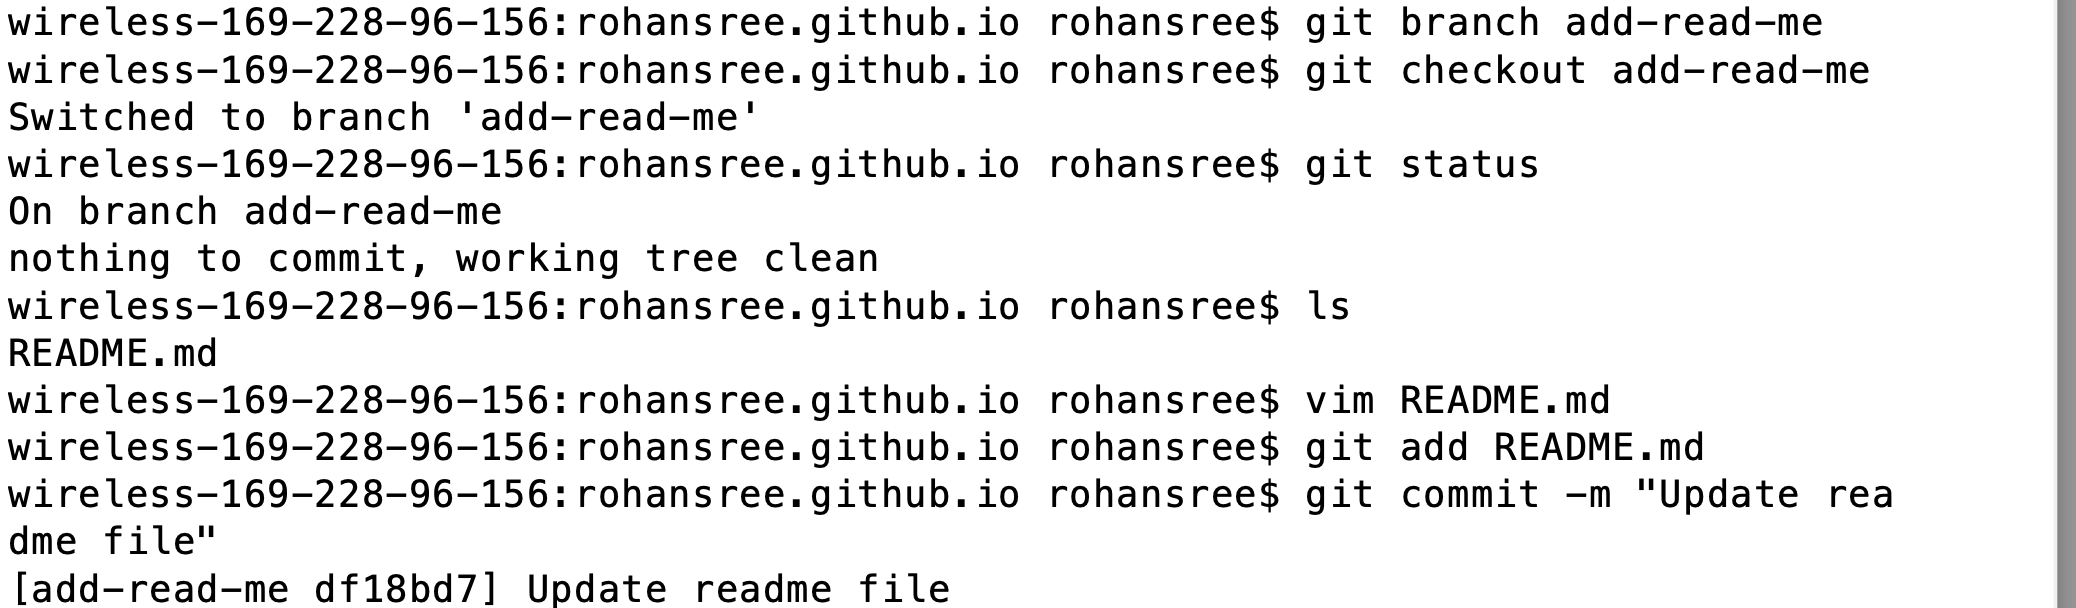 wireless-169-228-96-156:rohansree.github.io rohansree$ git branch add-read-me
wireless-169-228-96-156:rohansree.github.io rohansree$ git checkout add-read-me
Switched to branch 'add-read-me'
wireless-169-228-96-156:rohansree.github.io rohansree$ git status
On branch add-read-me
nothing to commit, working tree clean
wireless-169-228-96-156:rohansree.github.io rohansree$ ls
README.md
wireless-169-228-96-156:rohansree.github.io rohansree$ vim README.md
wireless-169-228-96-156:rohansree.github.io rohansree$ git add README.md
wireless-169-228-96-156:rohansree.github.io rohansree$ git commit -m "Update rea
dme file"
[add-read-me df18bd7] Update readme file